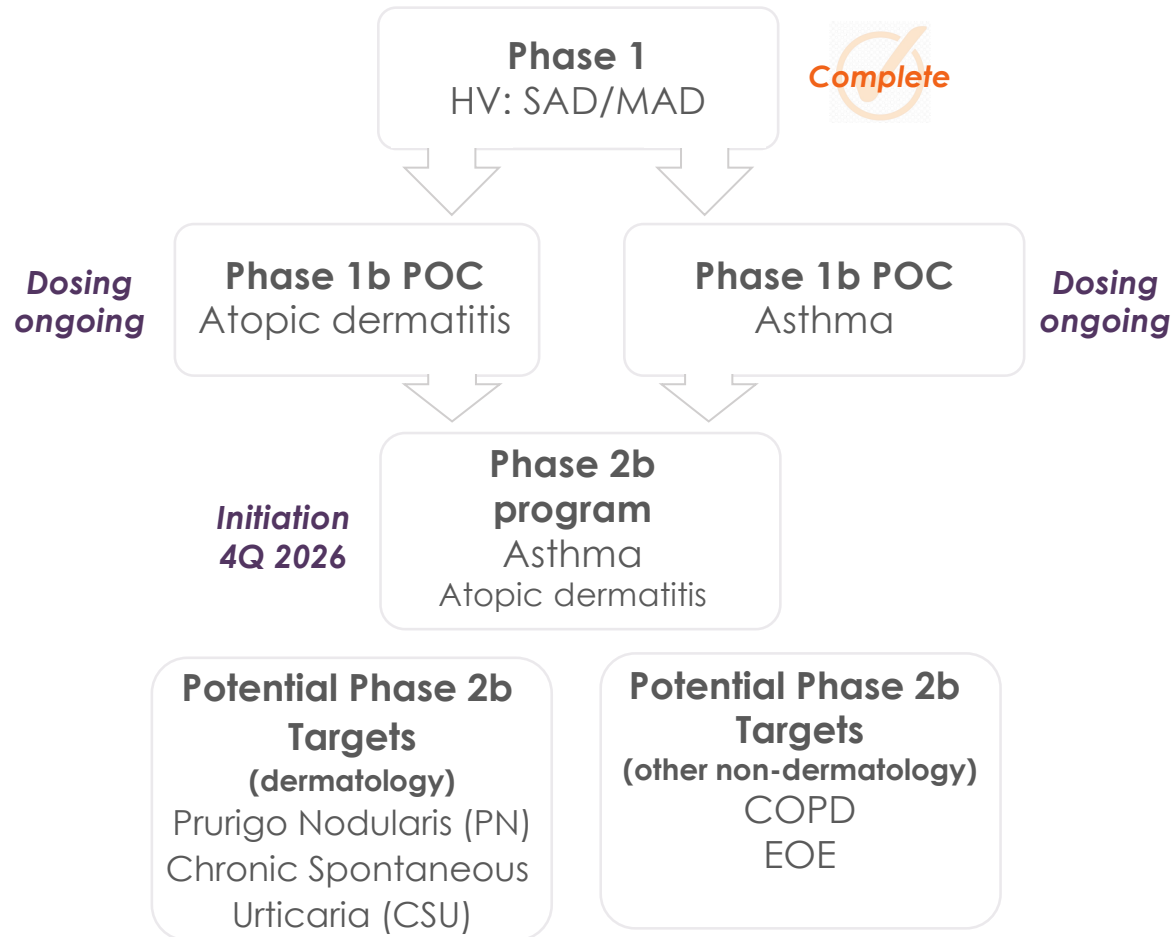 Phase 1
HV: SAD/MAD
Complete
Dosing
ongoing
Phase 1b POC
Atopic dermatitis
Phase 1b POC
Asthma
Dosing
ongoing
Initiation
4Q 2026
Phase 2b
program
Asthma
Atopic dermatitis
Potential Phase 2b
Targets
(dermatology)
Prurigo Nodularis (PN)
Chronic Spontaneous
Urticaria (CSU)
Potential Phase 2b
Targets
(other non-dermatology)
COPD
EOE